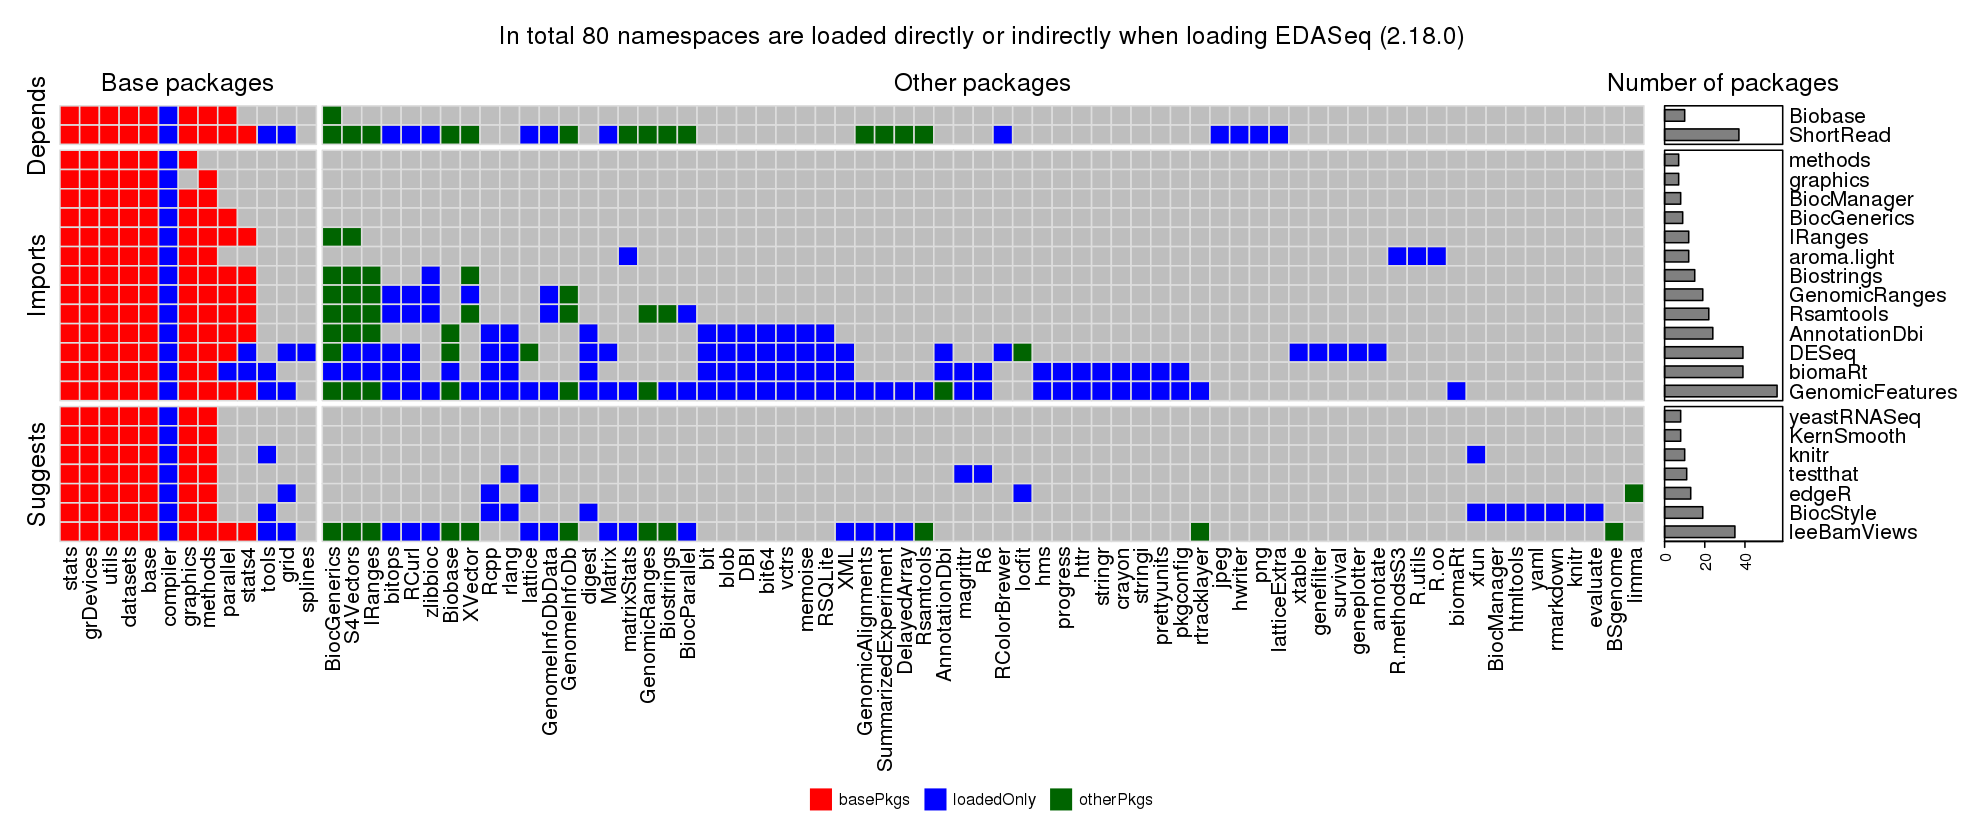 In total 80 namespaces are loaded directly or indirectly when loading EDASeq (2.18.0)
Base packages
Other packages
Number of packages
Depends
Biobase
ShortRead
Imports
methods
graphics
BiocManager
BiocGenerics
IRanges
aroma.light
Biostrings
GenomicRanges
Rsamtools
AnnotationDbi
DESeq
biomaRt
GenomicFeatures
Suggests
yeastRNASeq
KernSmooth
knitr
testthat
edgeR
BiocStyle
leeBamViews
0
20
40
stats
grDevices
utils
datasets
base
compiler
graphics
methods
parallel
stats4
tools
grid
splines
BiocGenerics
S4Vectors
IRanges
bitops
RCurl
zlibbioc
Biobase
XVector
Rcpp
rlang
lattice
GenomeInfoDbData
GenomeInfoDb
digest
Matrix
matrixStats
GenomicRanges
Biostrings
BiocParallel
bit
blob
DBI
bit64
vctrs
memoise
RSQLite
XML
GenomicAlignments
SummarizedExperiment
DelayedArray
Rsamtools
AnnotationDbi
magrittr
R6
RColorBrewer
locfit
hms
progress
httr
stringr
crayon
stringi
prettyunits
pkgconfig
rtracklayer
jpeg
hwriter
png
latticeExtra
xtable
genefilter
survival
geneplotter
annotate
R.methodsS3
R.utils
R.oo
biomaRt
xfun
BiocManager
htmltools
yaml
rmarkdown
knitr
evaluate
BSgenome
limma
basePkgs
loadedOnly
otherPkgs